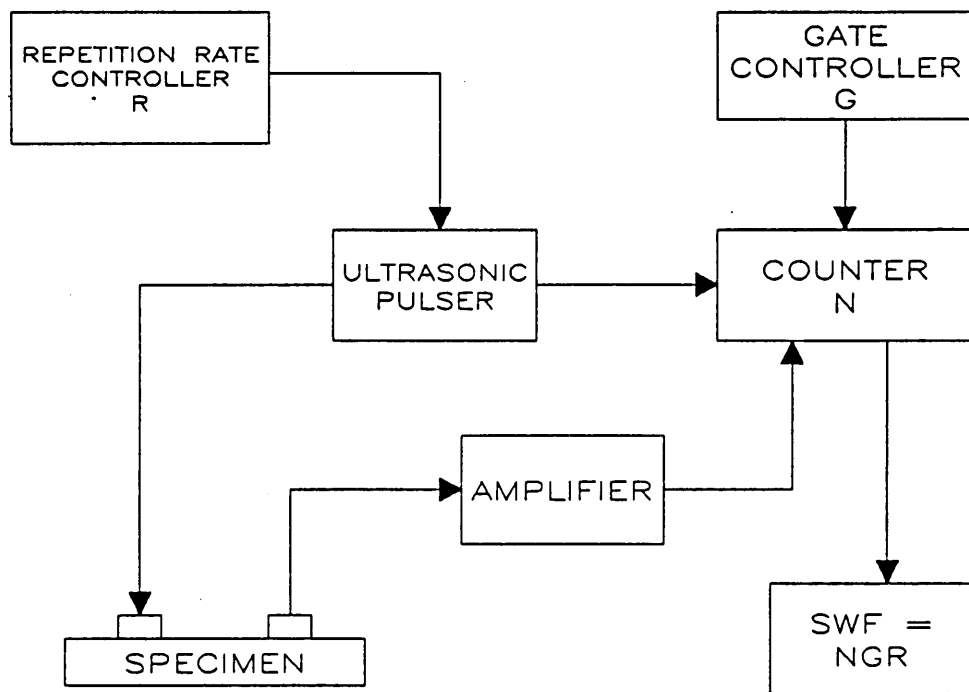 REPETITION RATE
CONTROLLER
R
GATE
CONTROLLER
G
ULTRASONIC
PULSER
COUNTER
N
AMPLIFIER
SPECIMEN
SWF =
NGR